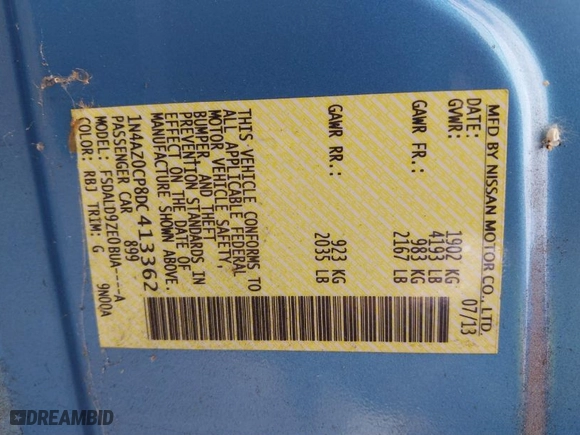 MFD BY NISSAN MOTOR CO., LTD.
DATE: 07/13
GVWR: 1902 KG
4193 LB
GAWR FR.: 983 KG
2167 LB
GAWR RR.: 923 KG
2035 LB
THIS VEHICLE CONFORMS TO
ALL APPLICABLE FEDERAL
MOTOR VEHICLE SAFETY,
BUMPER, AND THEFT
PREVENTION STANDARDS IN
EFFECT ON THE DATE OF
MANUFACTURE SHOWN ABOVE.
1N4AZ0CP8DC413362
PASSENGER CAR 899
MODEL: FSDALD9ZE0BUA----A
COLOR: RBJ TRIM: G 9N00A
DREAMBID